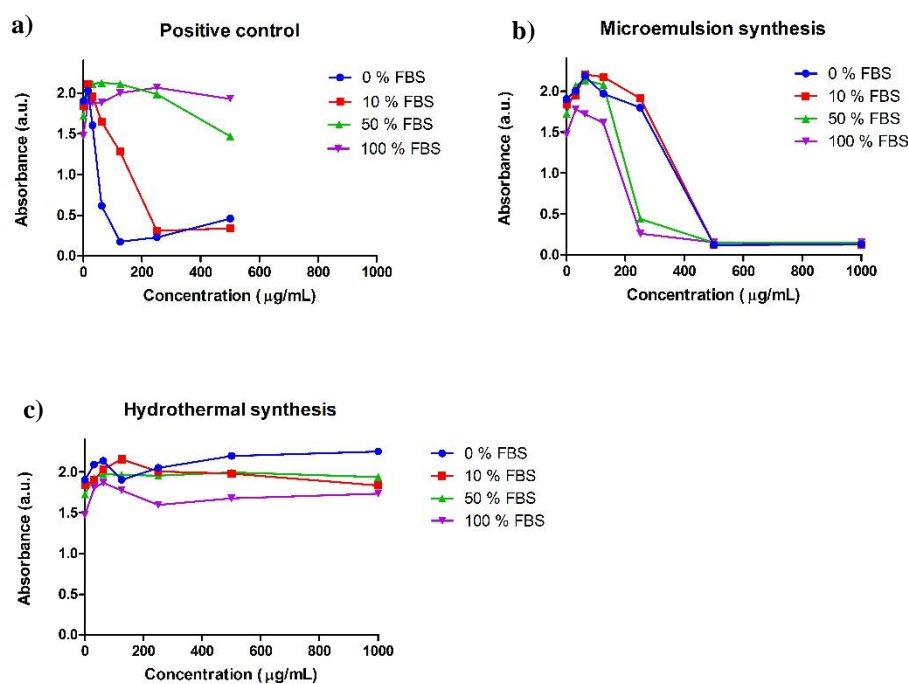 a)
Positive control
Absorbance (a.u.)
2.0
1.5
1.0
0.5
0.0
0
200
400
600
800
1000
Concentration ( µg/mL)
0 % FBS
10 % FBS
50 % FBS
100 % FBS
b)
Microemulsion synthesis
Absorbance (a.u.)
2.0
1.5
1.0
0.5
0.0
0
200
400
600
800
1000
Concentration ( µg/mL)
0 % FBS
10 % FBS
50 % FBS
100 % FBS
c)
Hydrothermal synthesis
Absorbance (a.u.)
2.0
1.5
1.0
0.5
0.0
0
200
400
600
800
1000
Concentration ( µg/mL)
0 % FBS
10 % FBS
50 % FBS
100 % FBS